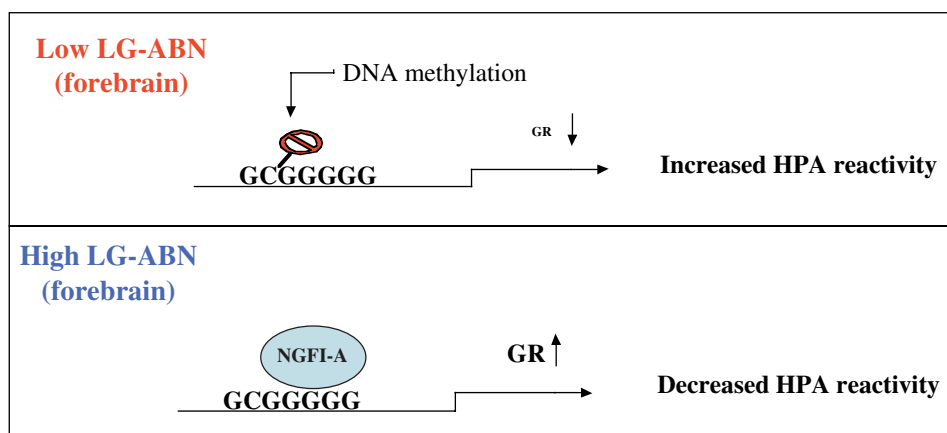 Low LG-ABN
(forebrain)
DNA methylation
GR
GCGGGGG
Increased HPA reactivity
High LG-ABN
(forebrain)
NGFI-A
GR
GCGGGGG
Decreased HPA reactivity